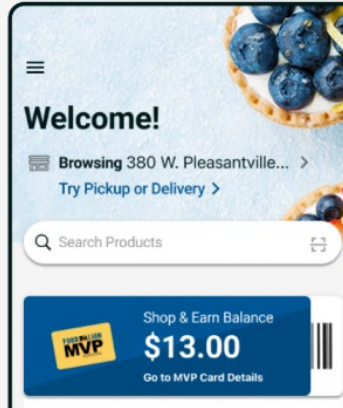 Welcome!
Browsing 380 W. Pleasantville...
Try Pickup or Delivery
Search Products
Shop & Earn Balance
FOOD LION
MVP
$13.00
Go to MVP Card Details